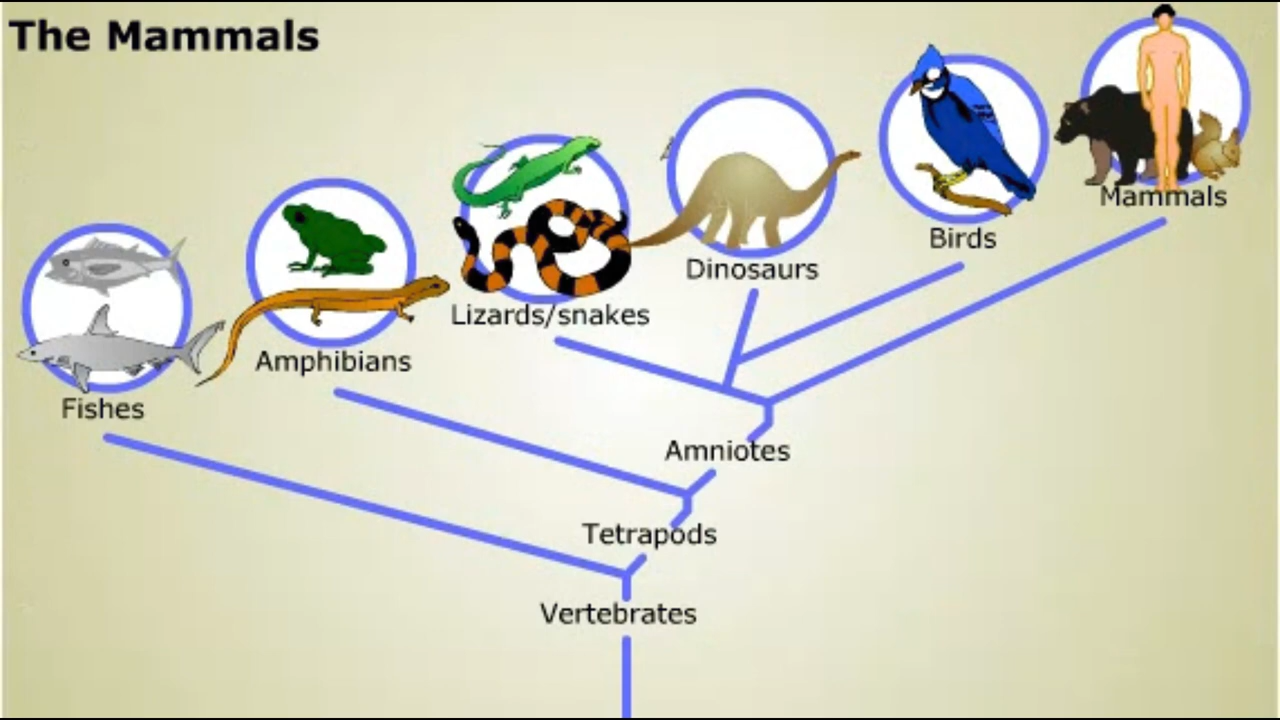 The Mammals
Mammals
Birds
Dinosaurs
Lizards/snakes
Amphibians
Fishes
Amniotes
Tetrapods
Vertebrates